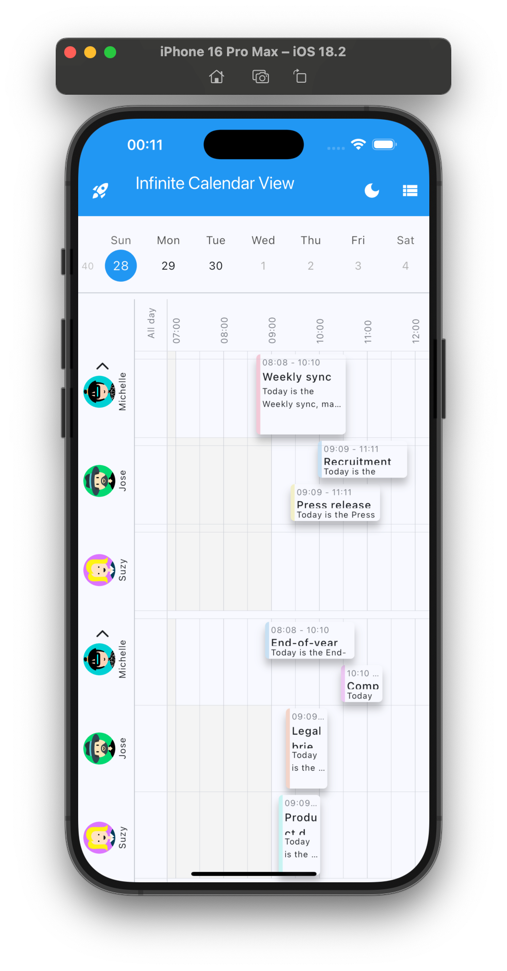 iPhone 16 Pro Max – iOS 18.2
00:11
Infinite Calendar View
Sun Mon Tue Wed Thu Fri Sat
40 28 29 30 1 2 3 4
All day 07:00 08:00 09:00 10:00 11:00 12:00
Michelle
08:08 - 10:10
Weekly sync
Today is the
Weekly sync, ma...
Jose
09:09 - 11:11
Recruitment
Today is the
09:09 - 11:11
Press release
Today is the Press
Suzy
Michelle
08:08 - 10:10
End-of-year
Today is the End-
10:10 ...
Comp
Today
Jose
09:09...
Legal
brie
Today
is the ...
Suzy
09:09...
Produ
ct d
Today
is the ...